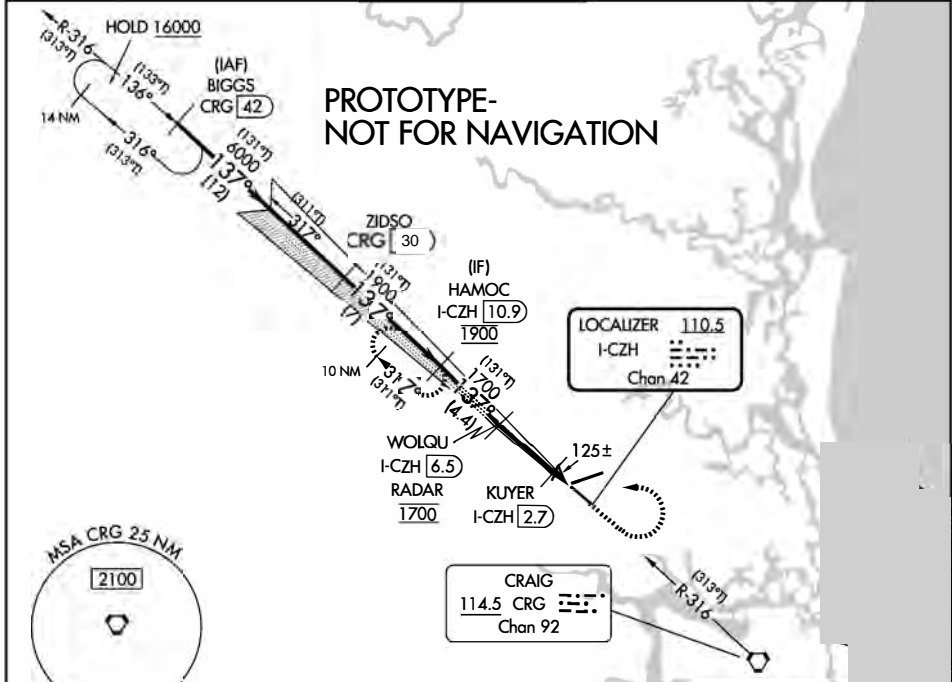 HOLD 16000
R-316
(313°T)
(IAF)
BIGGS
CRG 42
(133°T)
136°
14 NM
316°
(313°T)
PROTOTYPE-
NOT FOR NAVIGATION
(131°T)
6000
137°
(12)
(311°T)
317°
ZIDSO
CRG 30
(131°T)
1900
137°
(7)
(IF)
HAMOC
I-CZH 10.9
1900
LOCALIZER 110.5
I-CZH
Chan 42
10 NM
317°
(311°T)
(131°T)
1700
137°
(4.4)
WOLQU
I-CZH 6.5
RADAR
1700
125±
KUYER
I-CZH 2.7
MSA CRG 25 NM
2100
CRAIG
114.5 CRG
Chan 92
(313°T)
R-316